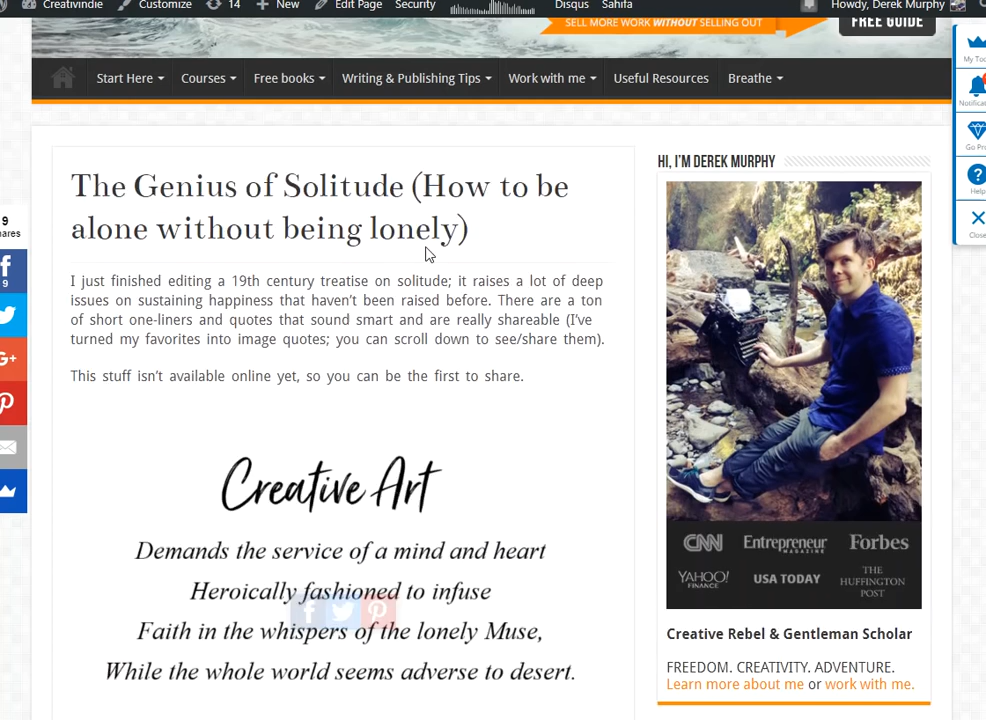 Creativindie Customize 14 New Edit Page Security Disqus Sahifa Howdy, Derek Murphy
SELL MORE WORK WITHOUT SELLING OUT
FREE GUIDE
Start Here Courses Free books Writing & Publishing Tips Work with me Useful Resources Breathe
My Too
Notificat
Go Pro
Help
Close
The Genius of Solitude (How to be
alone without being lonely)
I just finished editing a 19th century treatise on solitude; it raises a lot of deep
issues on sustaining happiness that haven't been raised before. There are a ton
of short one-liners and quotes that sound smart and are really shareable (I've
turned my favorites into image quotes; you can scroll down to see/share them).
This stuff isn't available online yet, so you can be the first to share.
9
hares
9
Creative Art
Demands the service of a mind and heart
Heroically fashioned to infuse
Faith in the whispers of the lonely Muse,
While the whole world seems adverse to desert.
HI, I'M DEREK MURPHY
CNN Entrepreneur MAGAZINE Forbes
YAHOO! FINANCE USA TODAY THE HUFFINGTON POST
Creative Rebel & Gentleman Scholar
FREEDOM. CREATIVITY. ADVENTURE.
Learn more about me or work with me.